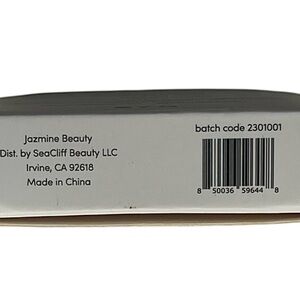 Jazmine Beauty
Dist. by SeaCliff Beauty LLC
Irvine, CA 92618
Made in China
batch code 2301001
8 50036 59644 8